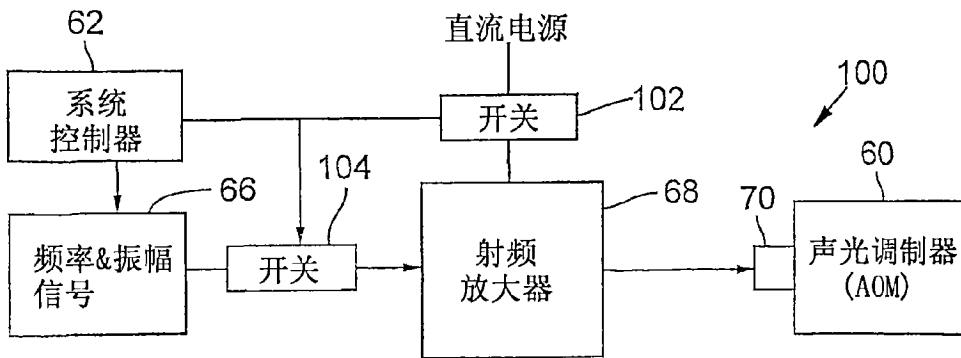 62
直流电源
系统
控制器
开关
102
100
66
104
68
70
60
频率&振幅
信号
开关
射频
放大器
声光调制器
(AOM)